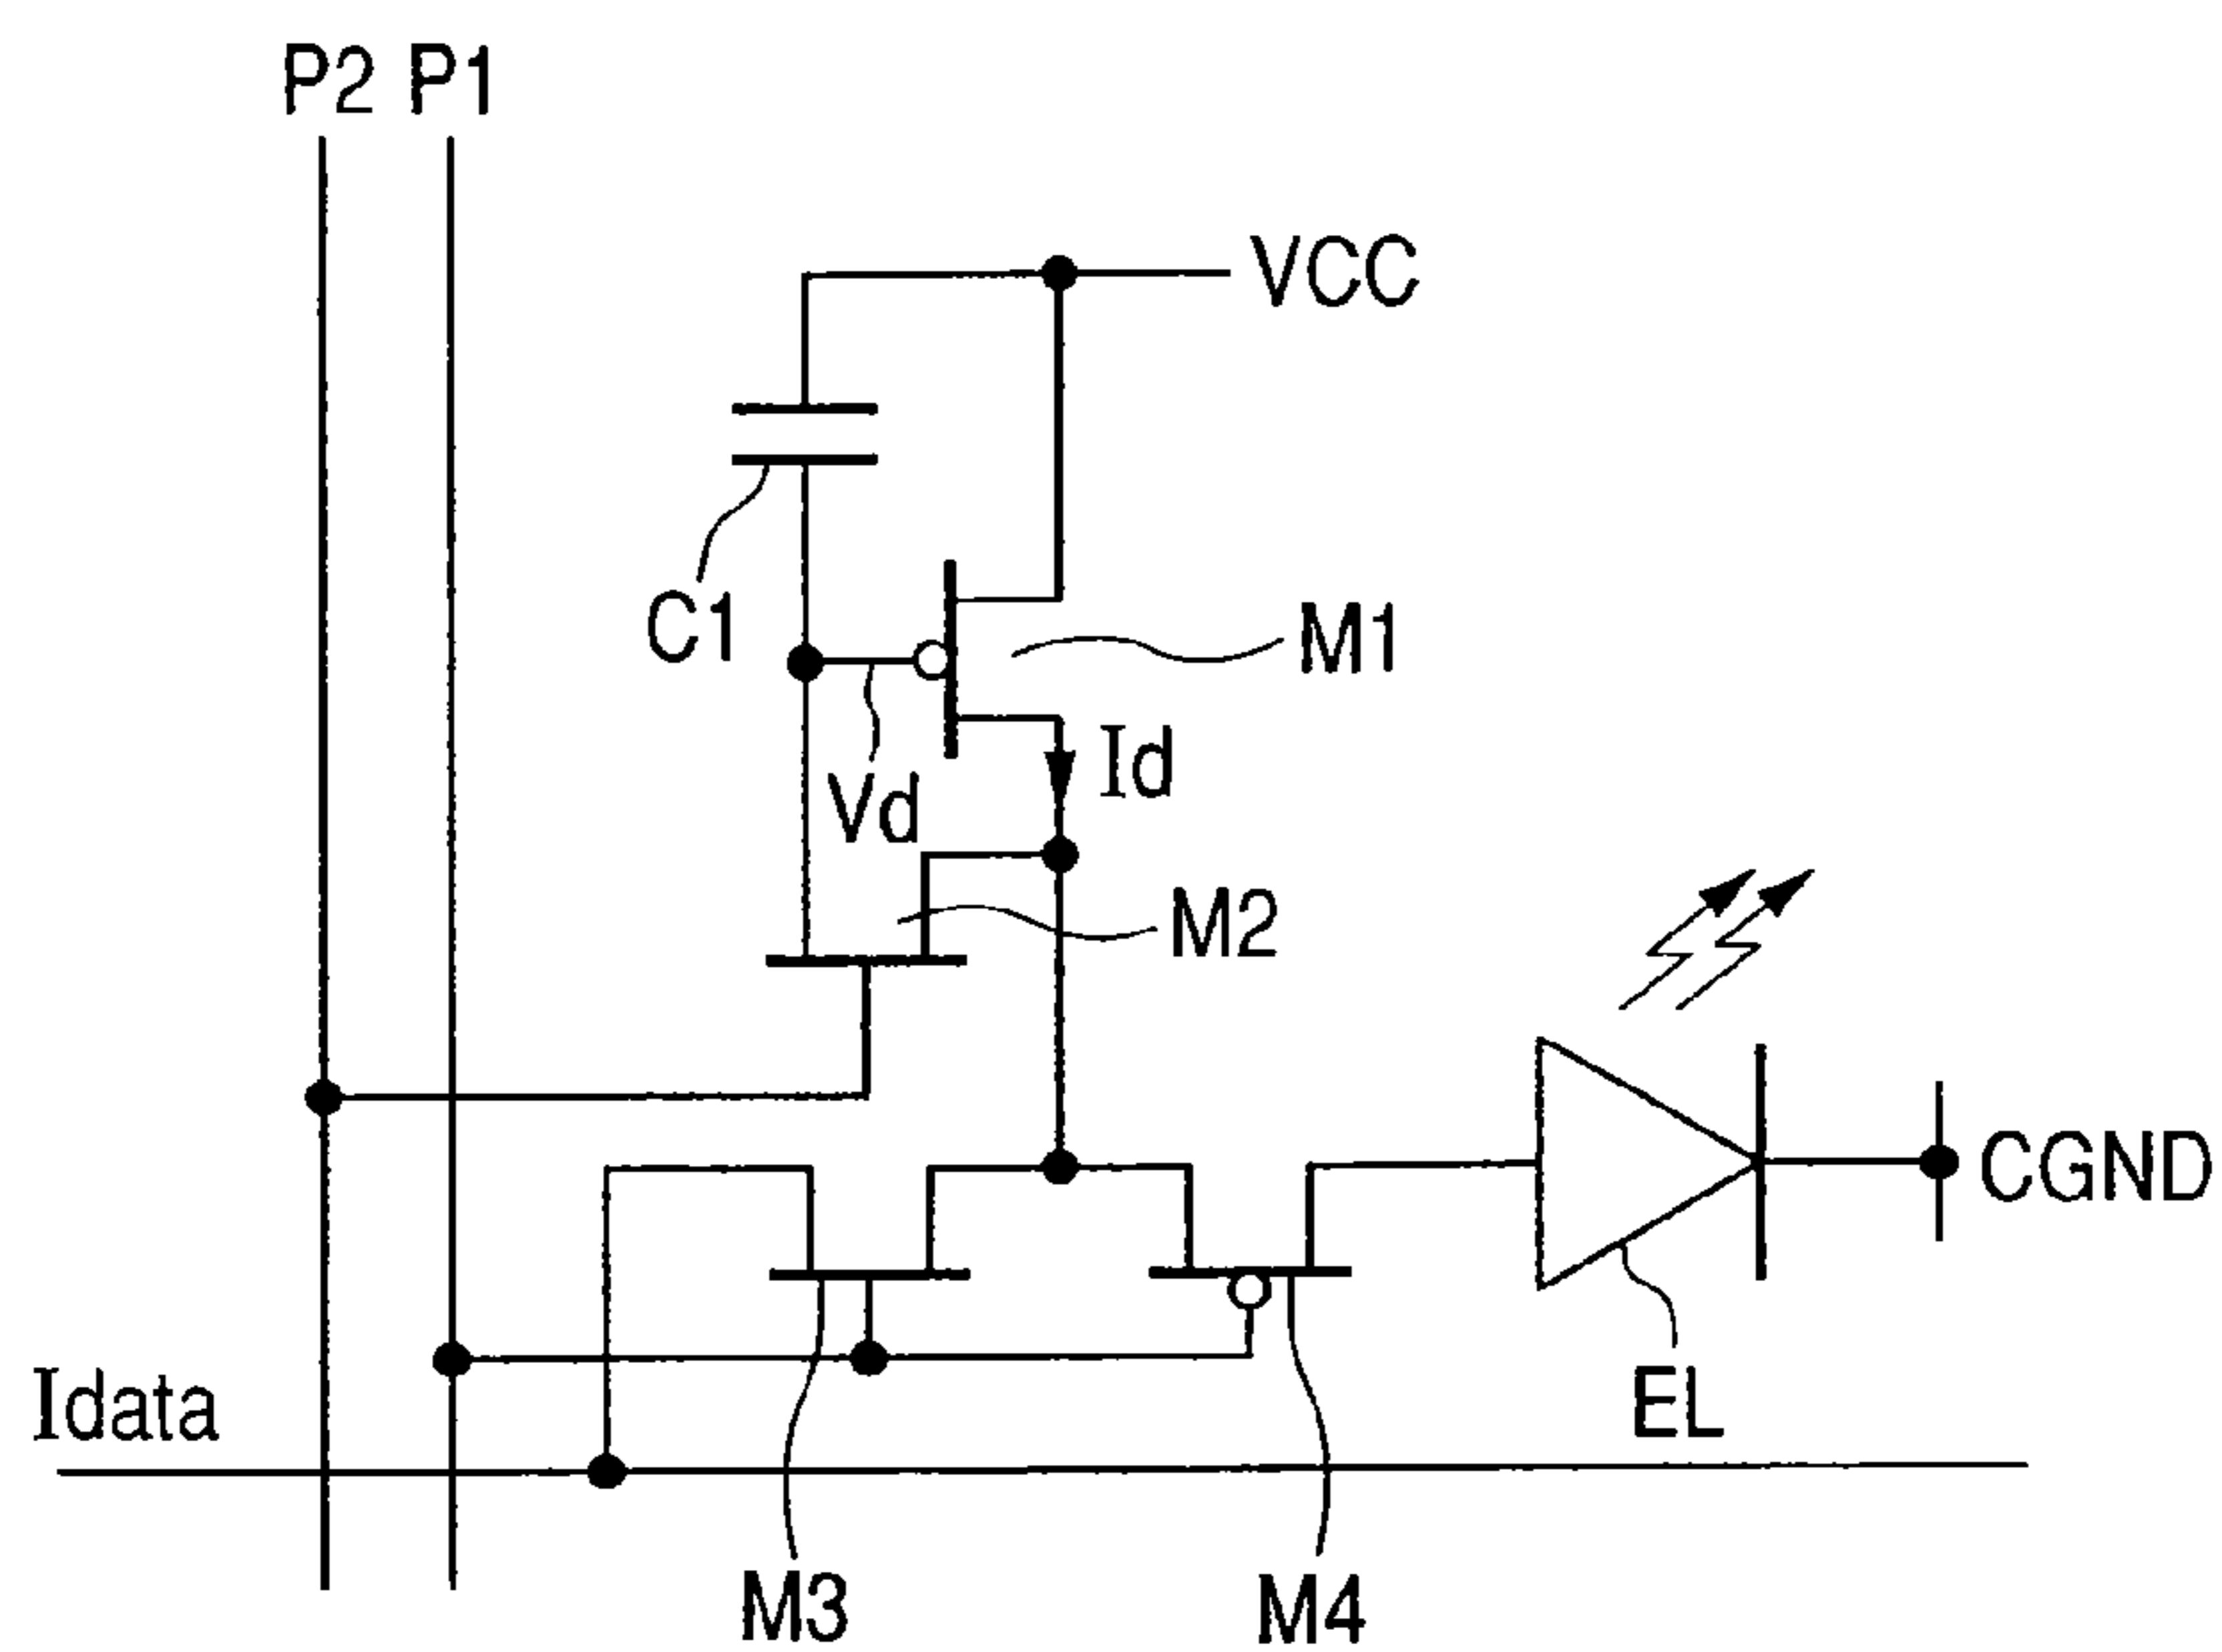 P2 P1
VCC
C1
M1
Id
Vd
M2
CGND
EL
Idata
M3
M4